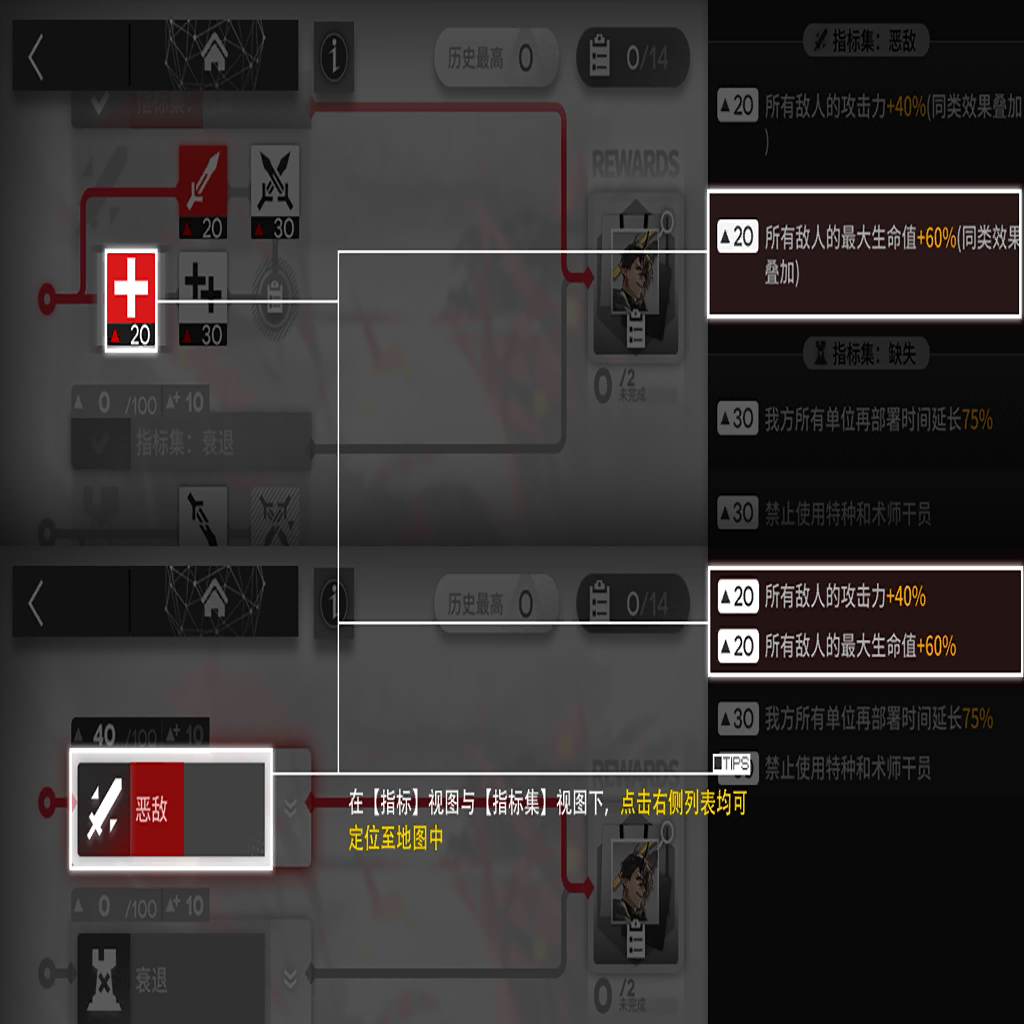 历史最高 0
0/14
指标集：
20
30
REWARDS
20
30
0 /2
未完成
0 /100 +10
指标集：衰退
指标集：恶敌
20 所有敌人的攻击力+40%(同类效果叠加
)
20 所有敌人的最大生命值+60%(同类效果
叠加)
指标集：缺失
30 我方所有单位再部署时间延长75%
30 禁止使用特种和术师干员
历史最高 0
0/14
40 /100 +10
恶敌
REWARDS
0 /2
未完成
0 /100 +10
衰退
20 所有敌人的攻击力+40%
20 所有敌人的最大生命值+60%
30 我方所有单位再部署时间延长75%
禁止使用特种和术师干员
TIPS
在【指标】视图与【指标集】视图下，点击右侧列表均可
定位至地图中